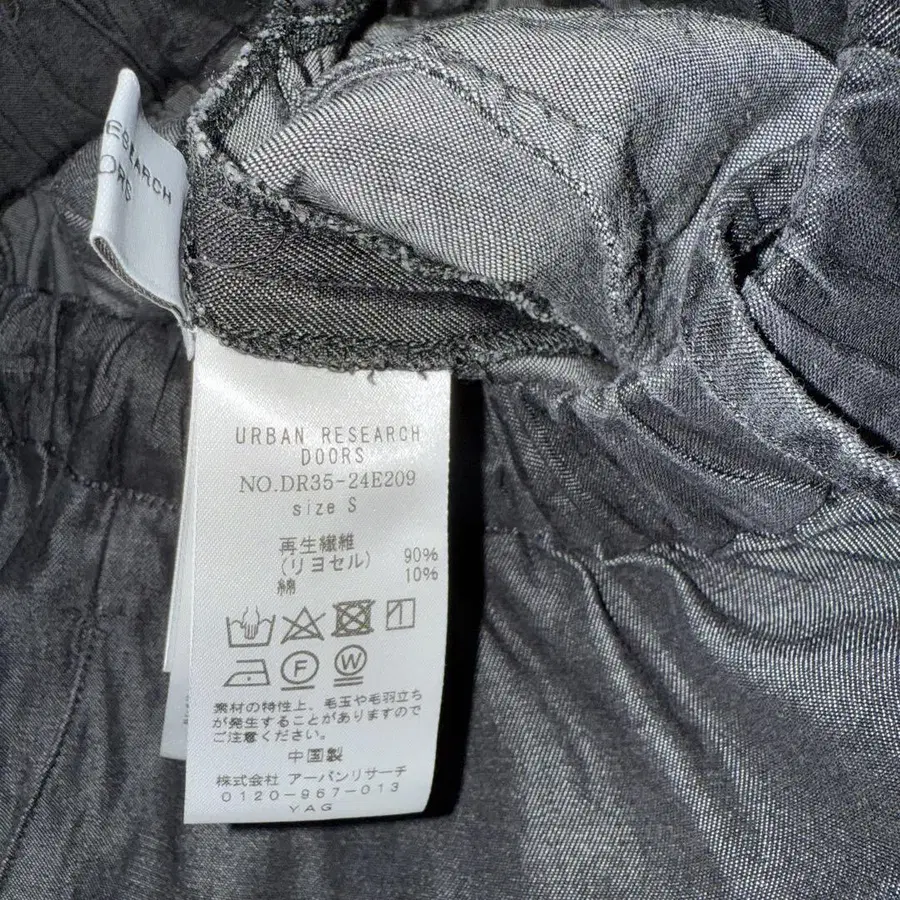 ESEARCH
ORS
URBAN RESEARCH
DOORS
NO.DR35-24E209
size S
再生繊維
(リヨセル) 90%
綿 10%
F W
素材の特性上、毛玉や毛羽立ち
が発生することがありますので
ご注意ください。
中国製
株式会社 アーバンリサーチ
0120-967-013
YAG